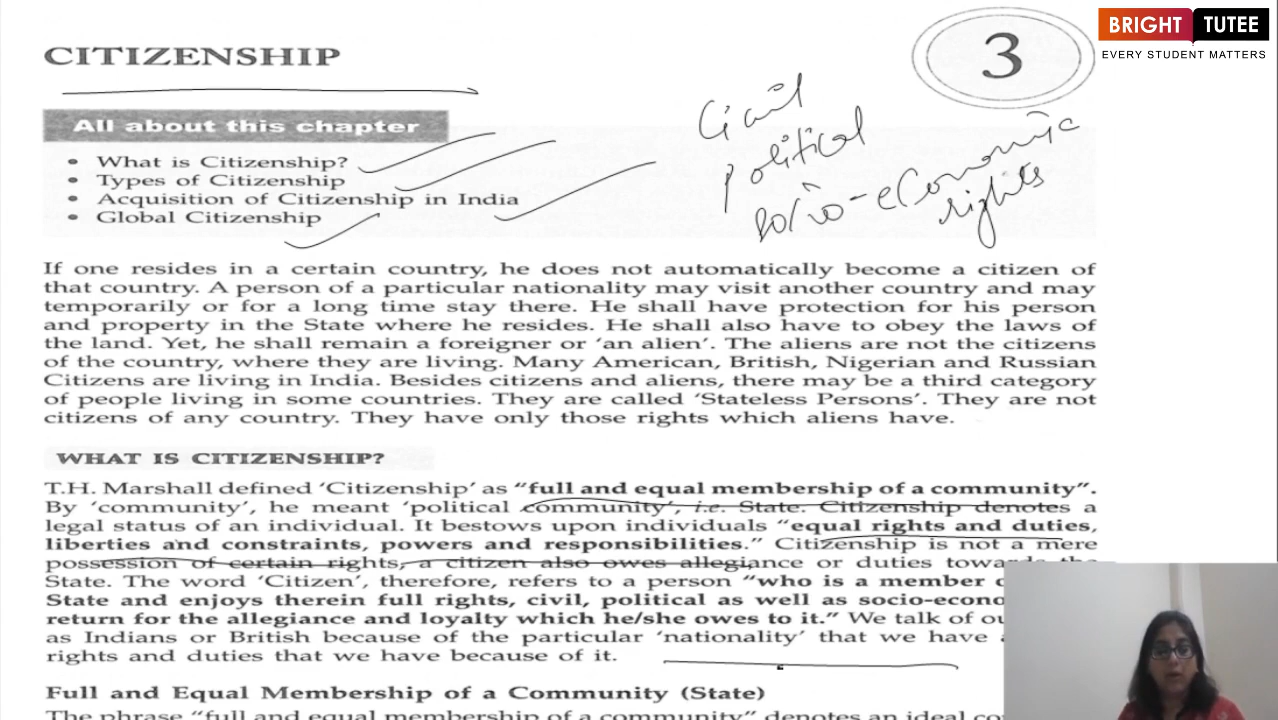 BRIGHT TUTEE
EVERY STUDENT MATTERS
CITIZENSHIP
3
All about this chapter
• What is Citizenship?
• Types of Citizenship
• Acquisition of Citizenship in India
• Global Citizenship
Civil
political
socio-economic
rights
If one resides in a certain country, he does not automatically become a citizen of
that country. A person of a particular nationality may visit another country and may
temporarily or for a long time stay there. He shall have protection for his person
and property in the State where he resides. He shall also have to obey the laws of
the land. Yet, he shall remain a foreigner or 'an alien'. The aliens are not the citizens
of the country, where they are living. Many American, British, Nigerian and Russian
Citizens are living in India. Besides citizens and aliens, there may be a third category
of people living in some countries. They are called 'Stateless Persons'. They are not
citizens of any country. They have only those rights which aliens have.
WHAT IS CITIZENSHIP?
T.H. Marshall defined 'Citizenship' as "full and equal membership of a community".
By 'community', he meant 'political community', i.e. State. Citizenship denotes a
legal status of an individual. It bestows upon individuals "equal rights and duties,
liberties and constraints, powers and responsibilities." Citizenship is not a mere
possession of certain rights, a citizen also owes allegiance or duties towards the
State. The word 'Citizen', therefore, refers to a person "who is a member
State and enjoys therein full rights, civil, political as well as
return for the allegiance and loyalty which he/she owes to it." We talk of
as Indians or British because of the particular 'nationality' that we have
rights and duties that we have because of it.
Full and Equal Membership of a Community (State)
The phrase "full and equal membership of a community" denotes an ideal